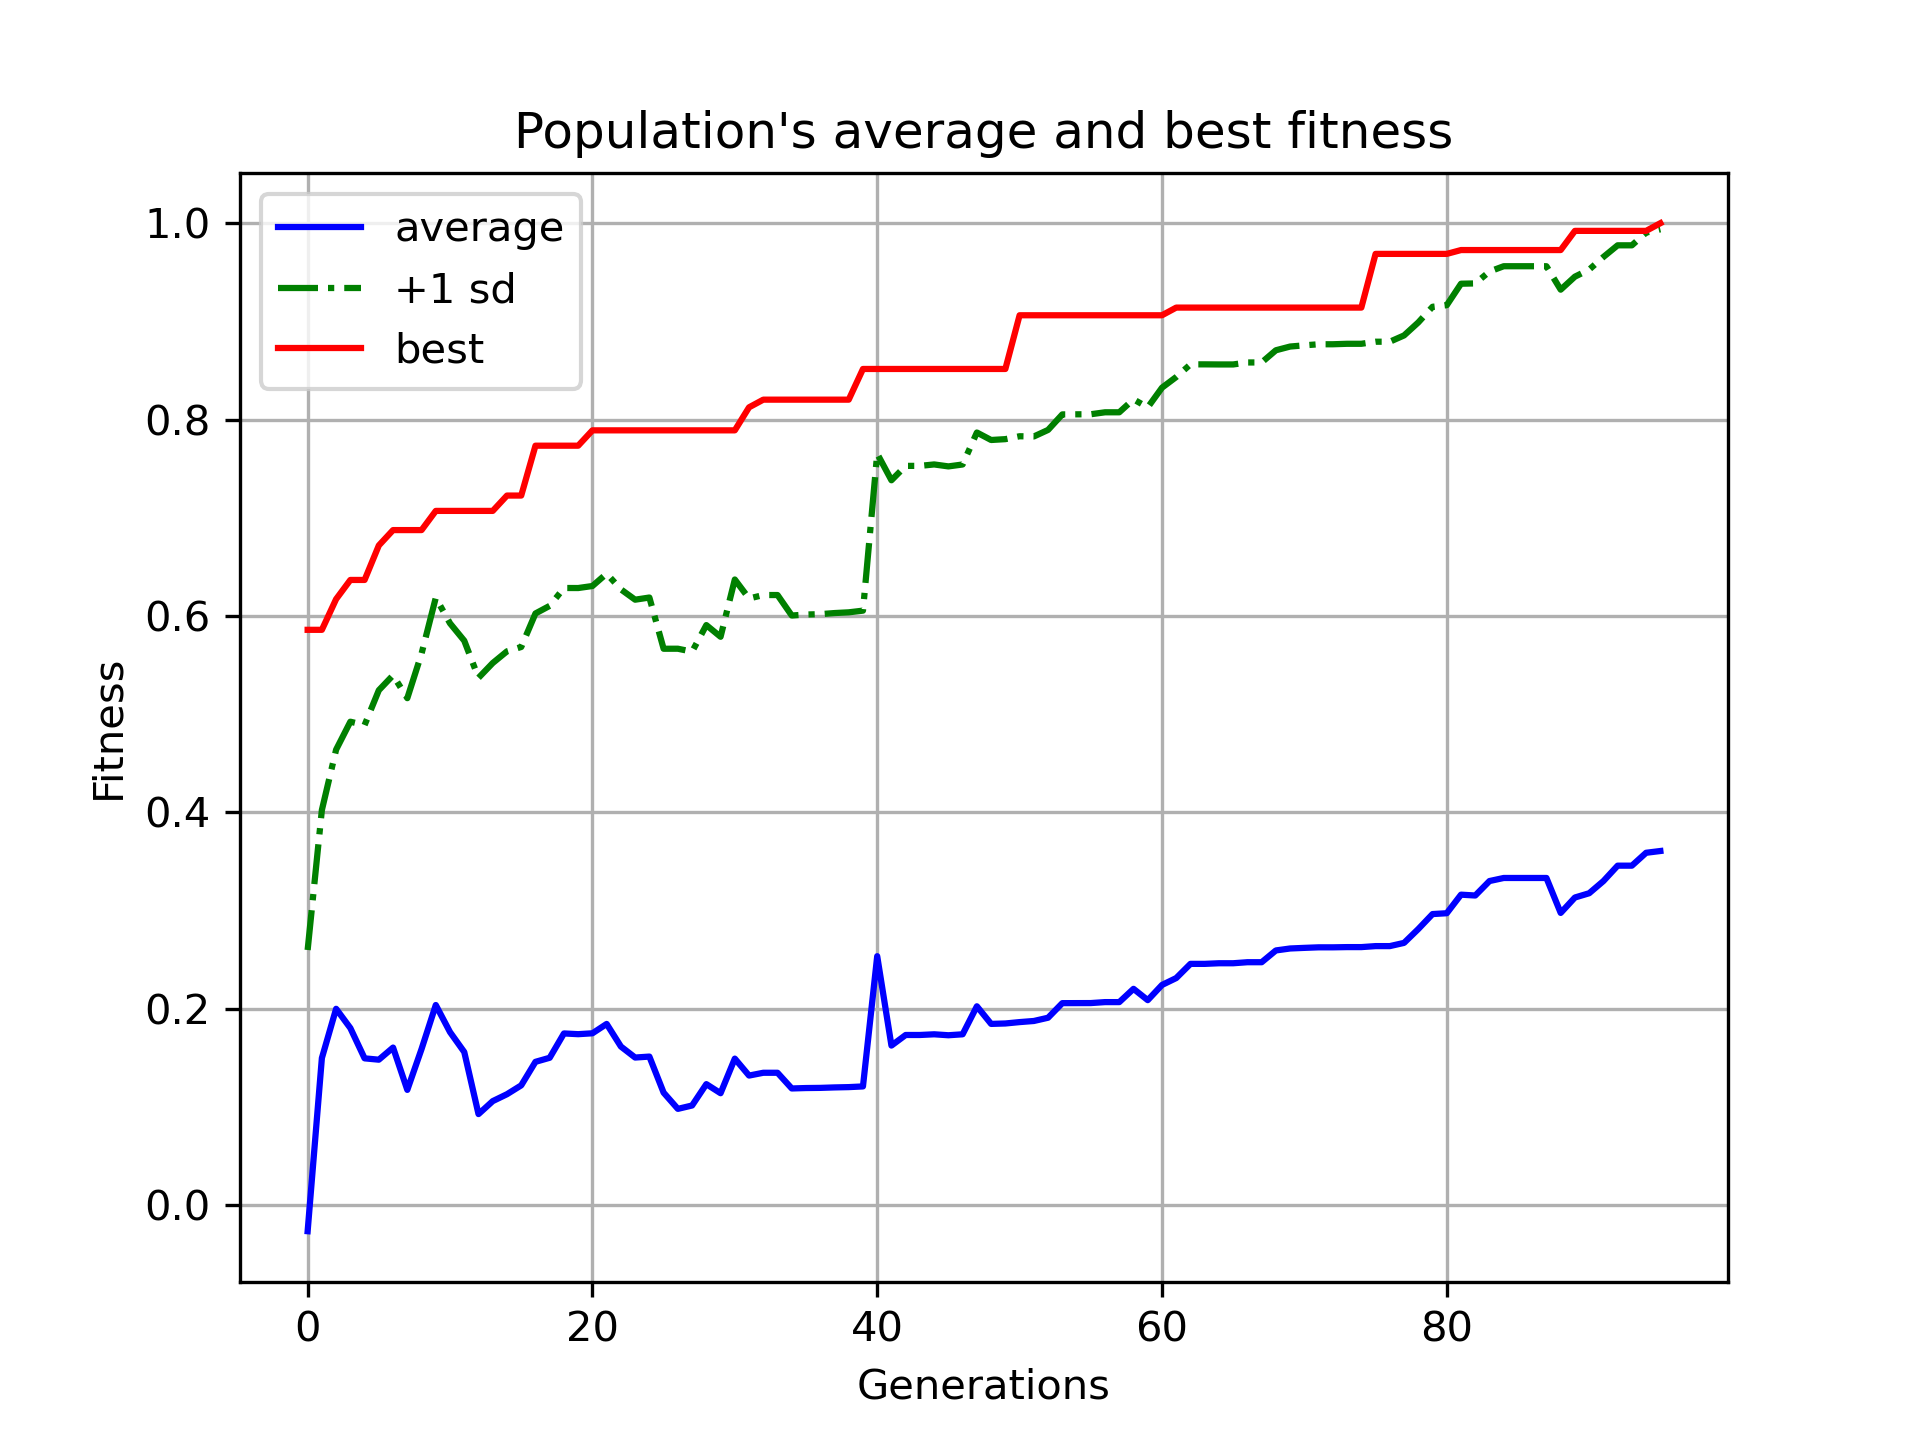 Population's average and best fitness
average
+1 sd
best
1.0
0.8
0.6
0.4
0.2
0.0
Fitness
0 20 40 60 80
Generations